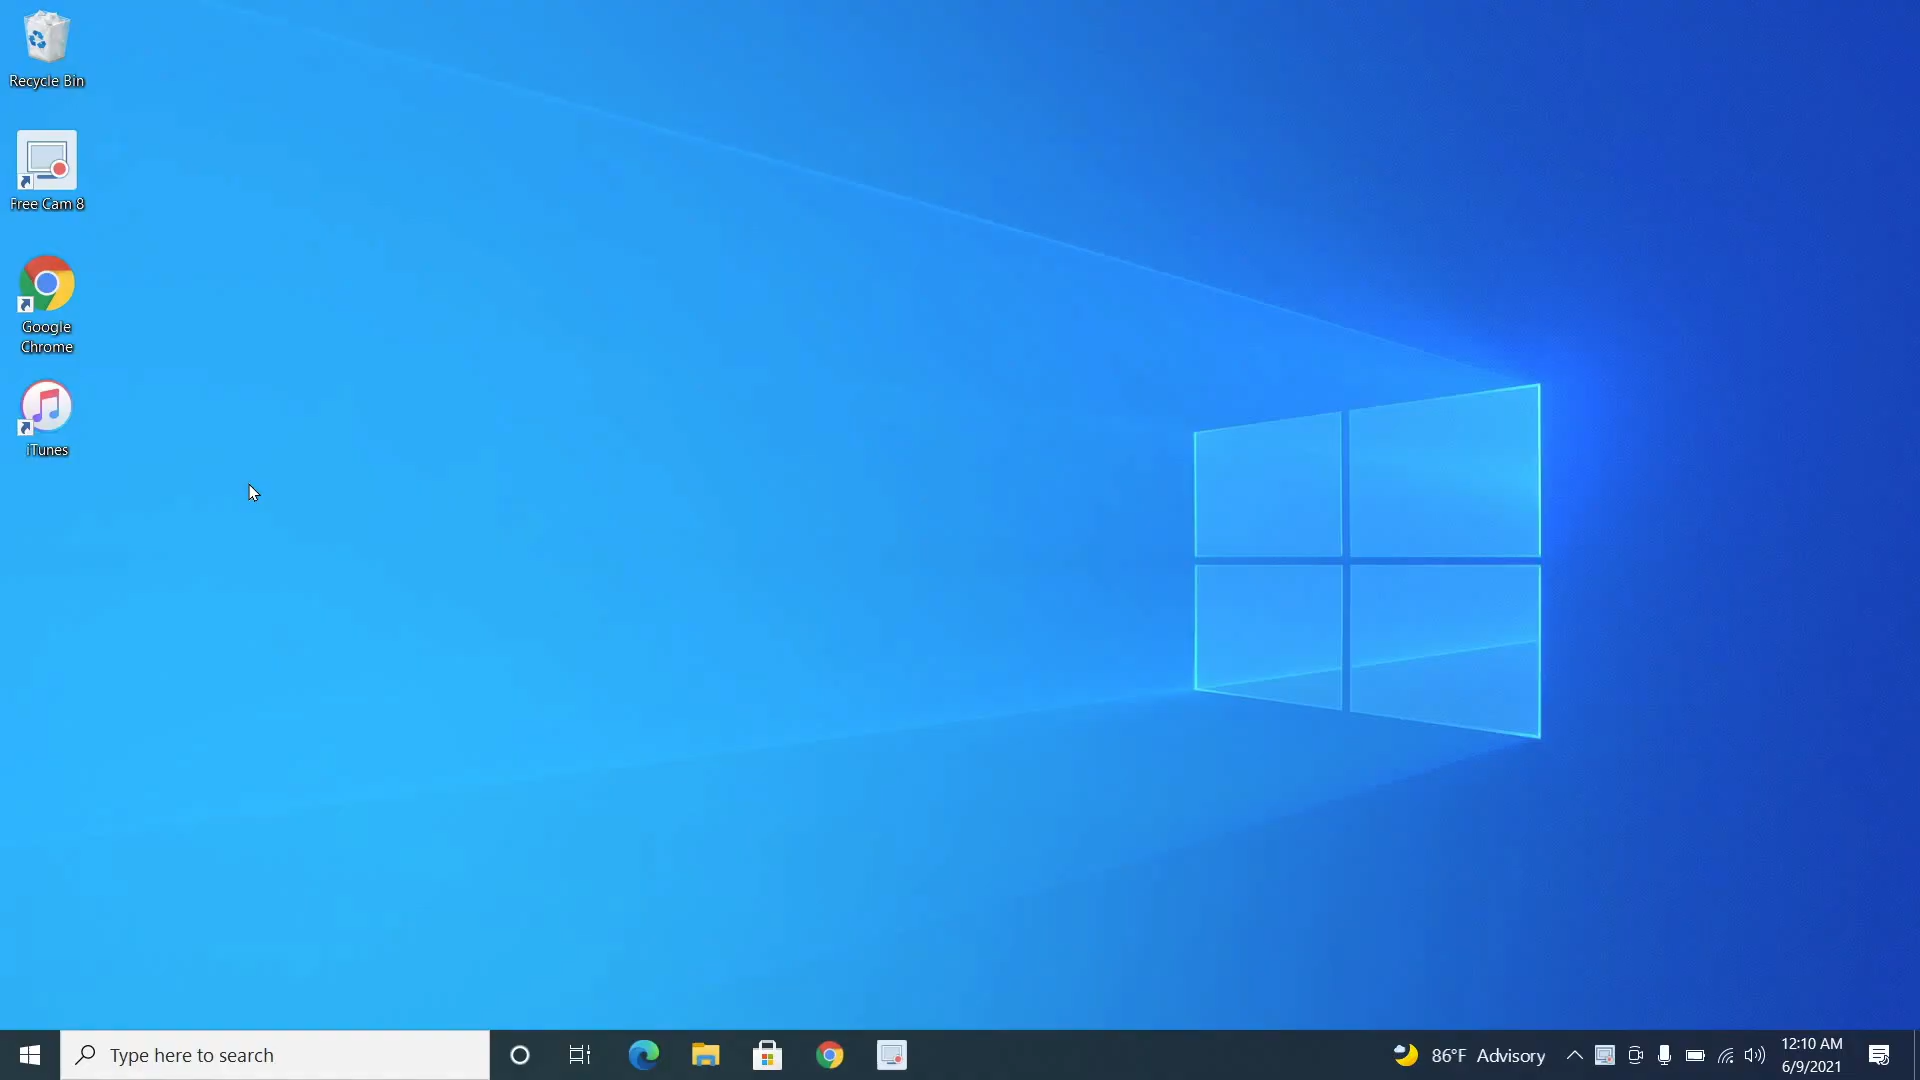 Recycle Bin
Free Cam 8
Google
Chrome
iTunes
Type here to search
86°F Advisory
12:10 AM
6/9/2021